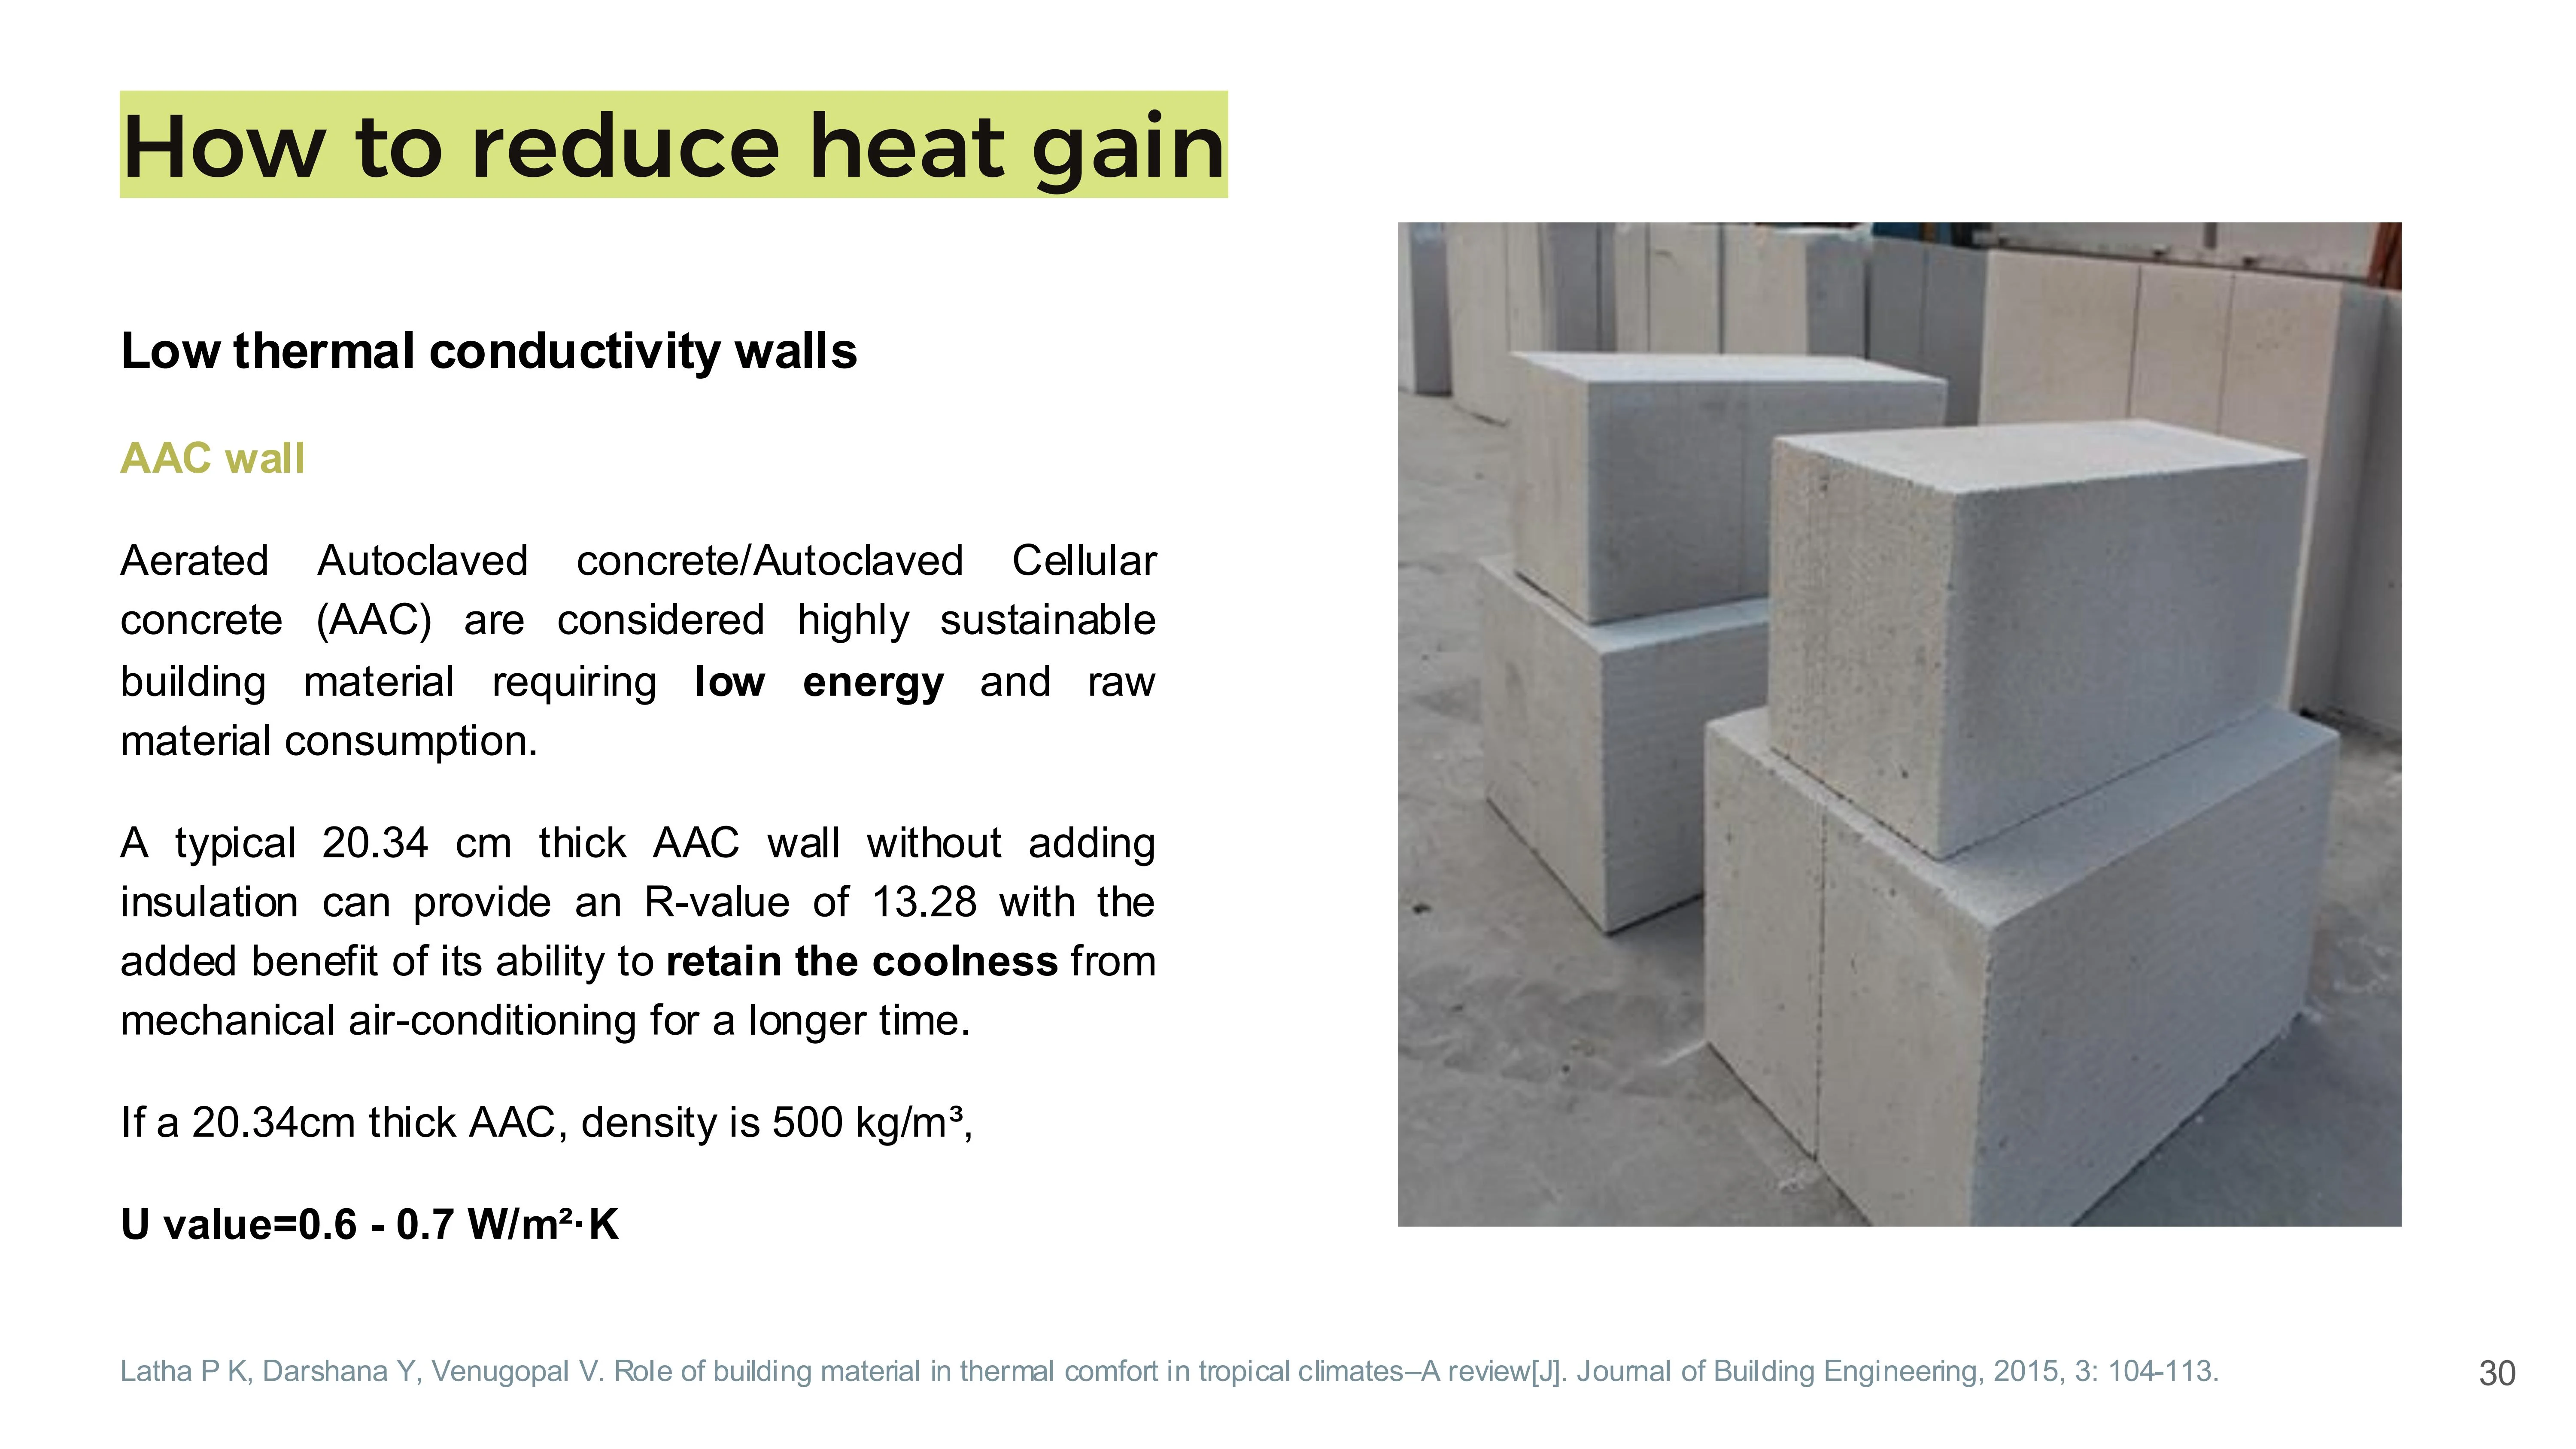 How to reduce heat gain
Low thermal conductivity walls
AAC wall
Aerated Autoclaved concrete/Autoclaved Cellular
concrete (AAC) are considered highly sustainable
building material requiring low energy and raw
material consumption.
A typical 20.34 cm thick AAC wall without adding
insulation can provide an R-value of 13.28 with the
added benefit of its ability to retain the coolness from
mechanical air-conditioning for a longer time.
If a 20.34cm thick AAC, density is 500 kg/m³,
U value=0.6 - 0.7 W/m²·K
Latha P K, Darshana Y, Venugopal V. Role of building material in thermal comfort in tropical climates–A review[J]. Journal of Building Engineering, 2015, 3: 104-113.
30